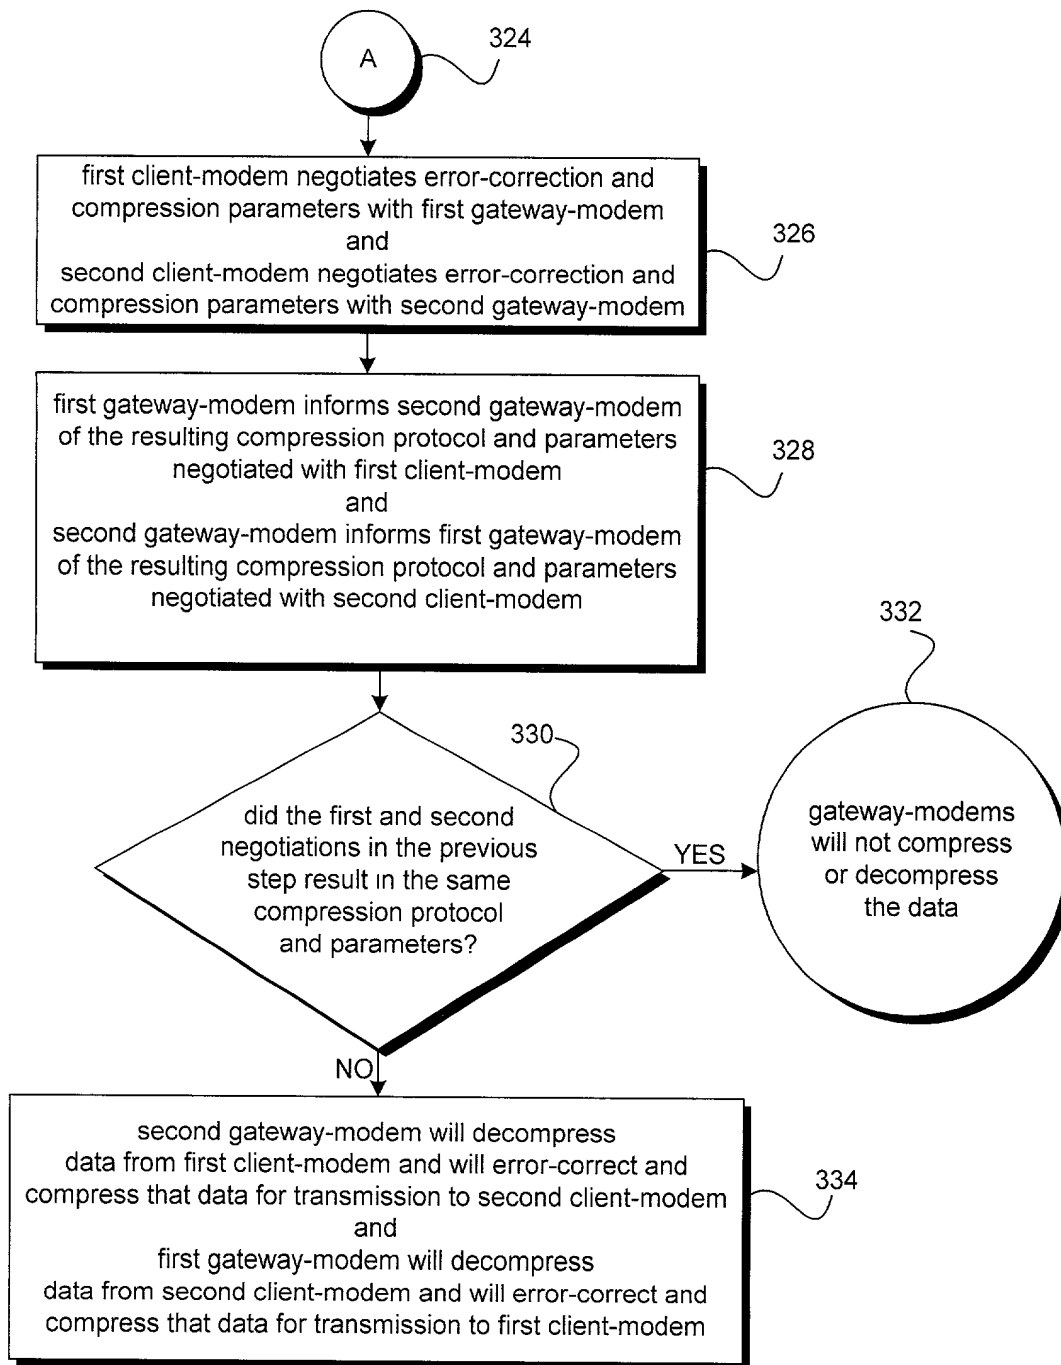 A
324
first client-modem negotiates error-correction and
compression parameters with first gateway-modem
and
second client-modem negotiates error-correction and
compression parameters with second gateway-modem
326
first gateway-modem informs second gateway-modem
of the resulting compression protocol and parameters
negotiated with first client-modem
and
second gateway-modem informs first gateway-modem
of the resulting compression protocol and parameters
negotiated with second client-modem
328
332
330
did the first and second
negotiations in the previous
step result in the same
compression protocol
and parameters?
YES
gateway-modems
will not compress
or decompress
the data
NO
second gateway-modem will decompress
data from first client-modem and will error-correct and
compress that data for transmission to second client-modem
and
first gateway-modem will decompress
data from second client-modem and will error-correct and
compress that data for transmission to first client-modem
334